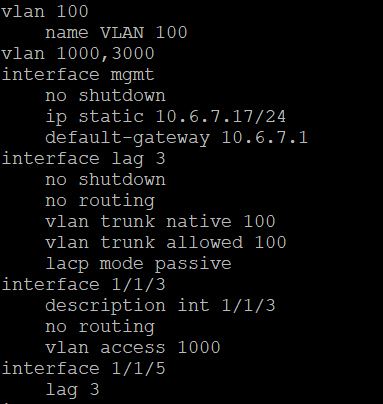 vlan 100
    name VLAN 100
vlan 1000,3000
interface mgmt
    no shutdown
    ip static 10.6.7.17/24
    default-gateway 10.6.7.1
interface lag 3
    no shutdown
    no routing
    vlan trunk native 100
    vlan trunk allowed 100
    lacp mode passive
interface 1/1/3
    description int 1/1/3
    no routing
    vlan access 1000
interface 1/1/5
    lag 3